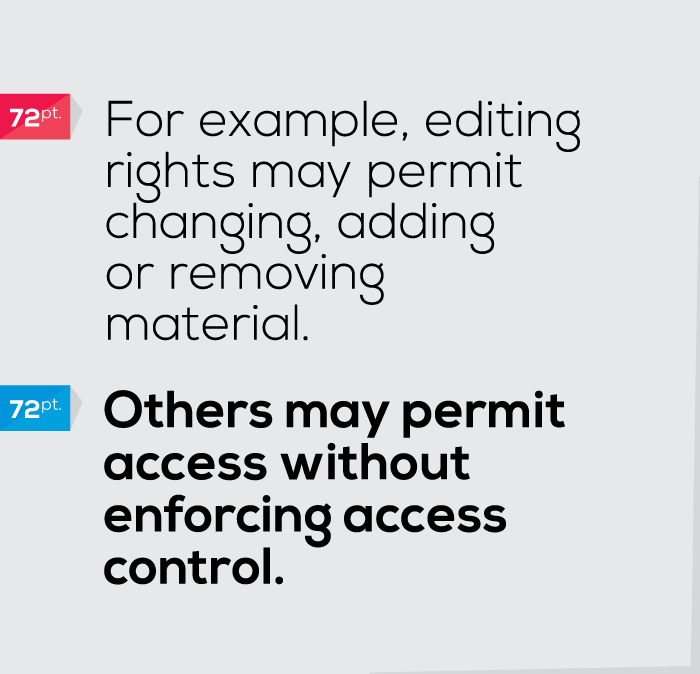 72pt.
For example, editing
rights may permit
changing, adding
or removing
material.
72pt.
Others may permit
access without
enforcing access
control.